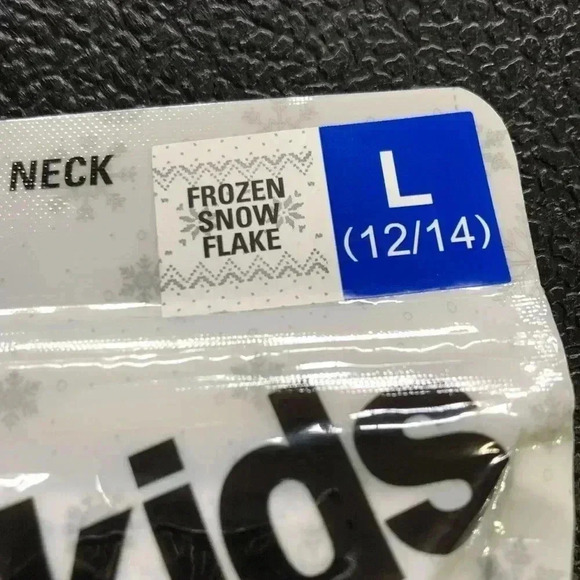 NECK
FROZEN
SNOW
FLAKE
L
(12/14)
kids